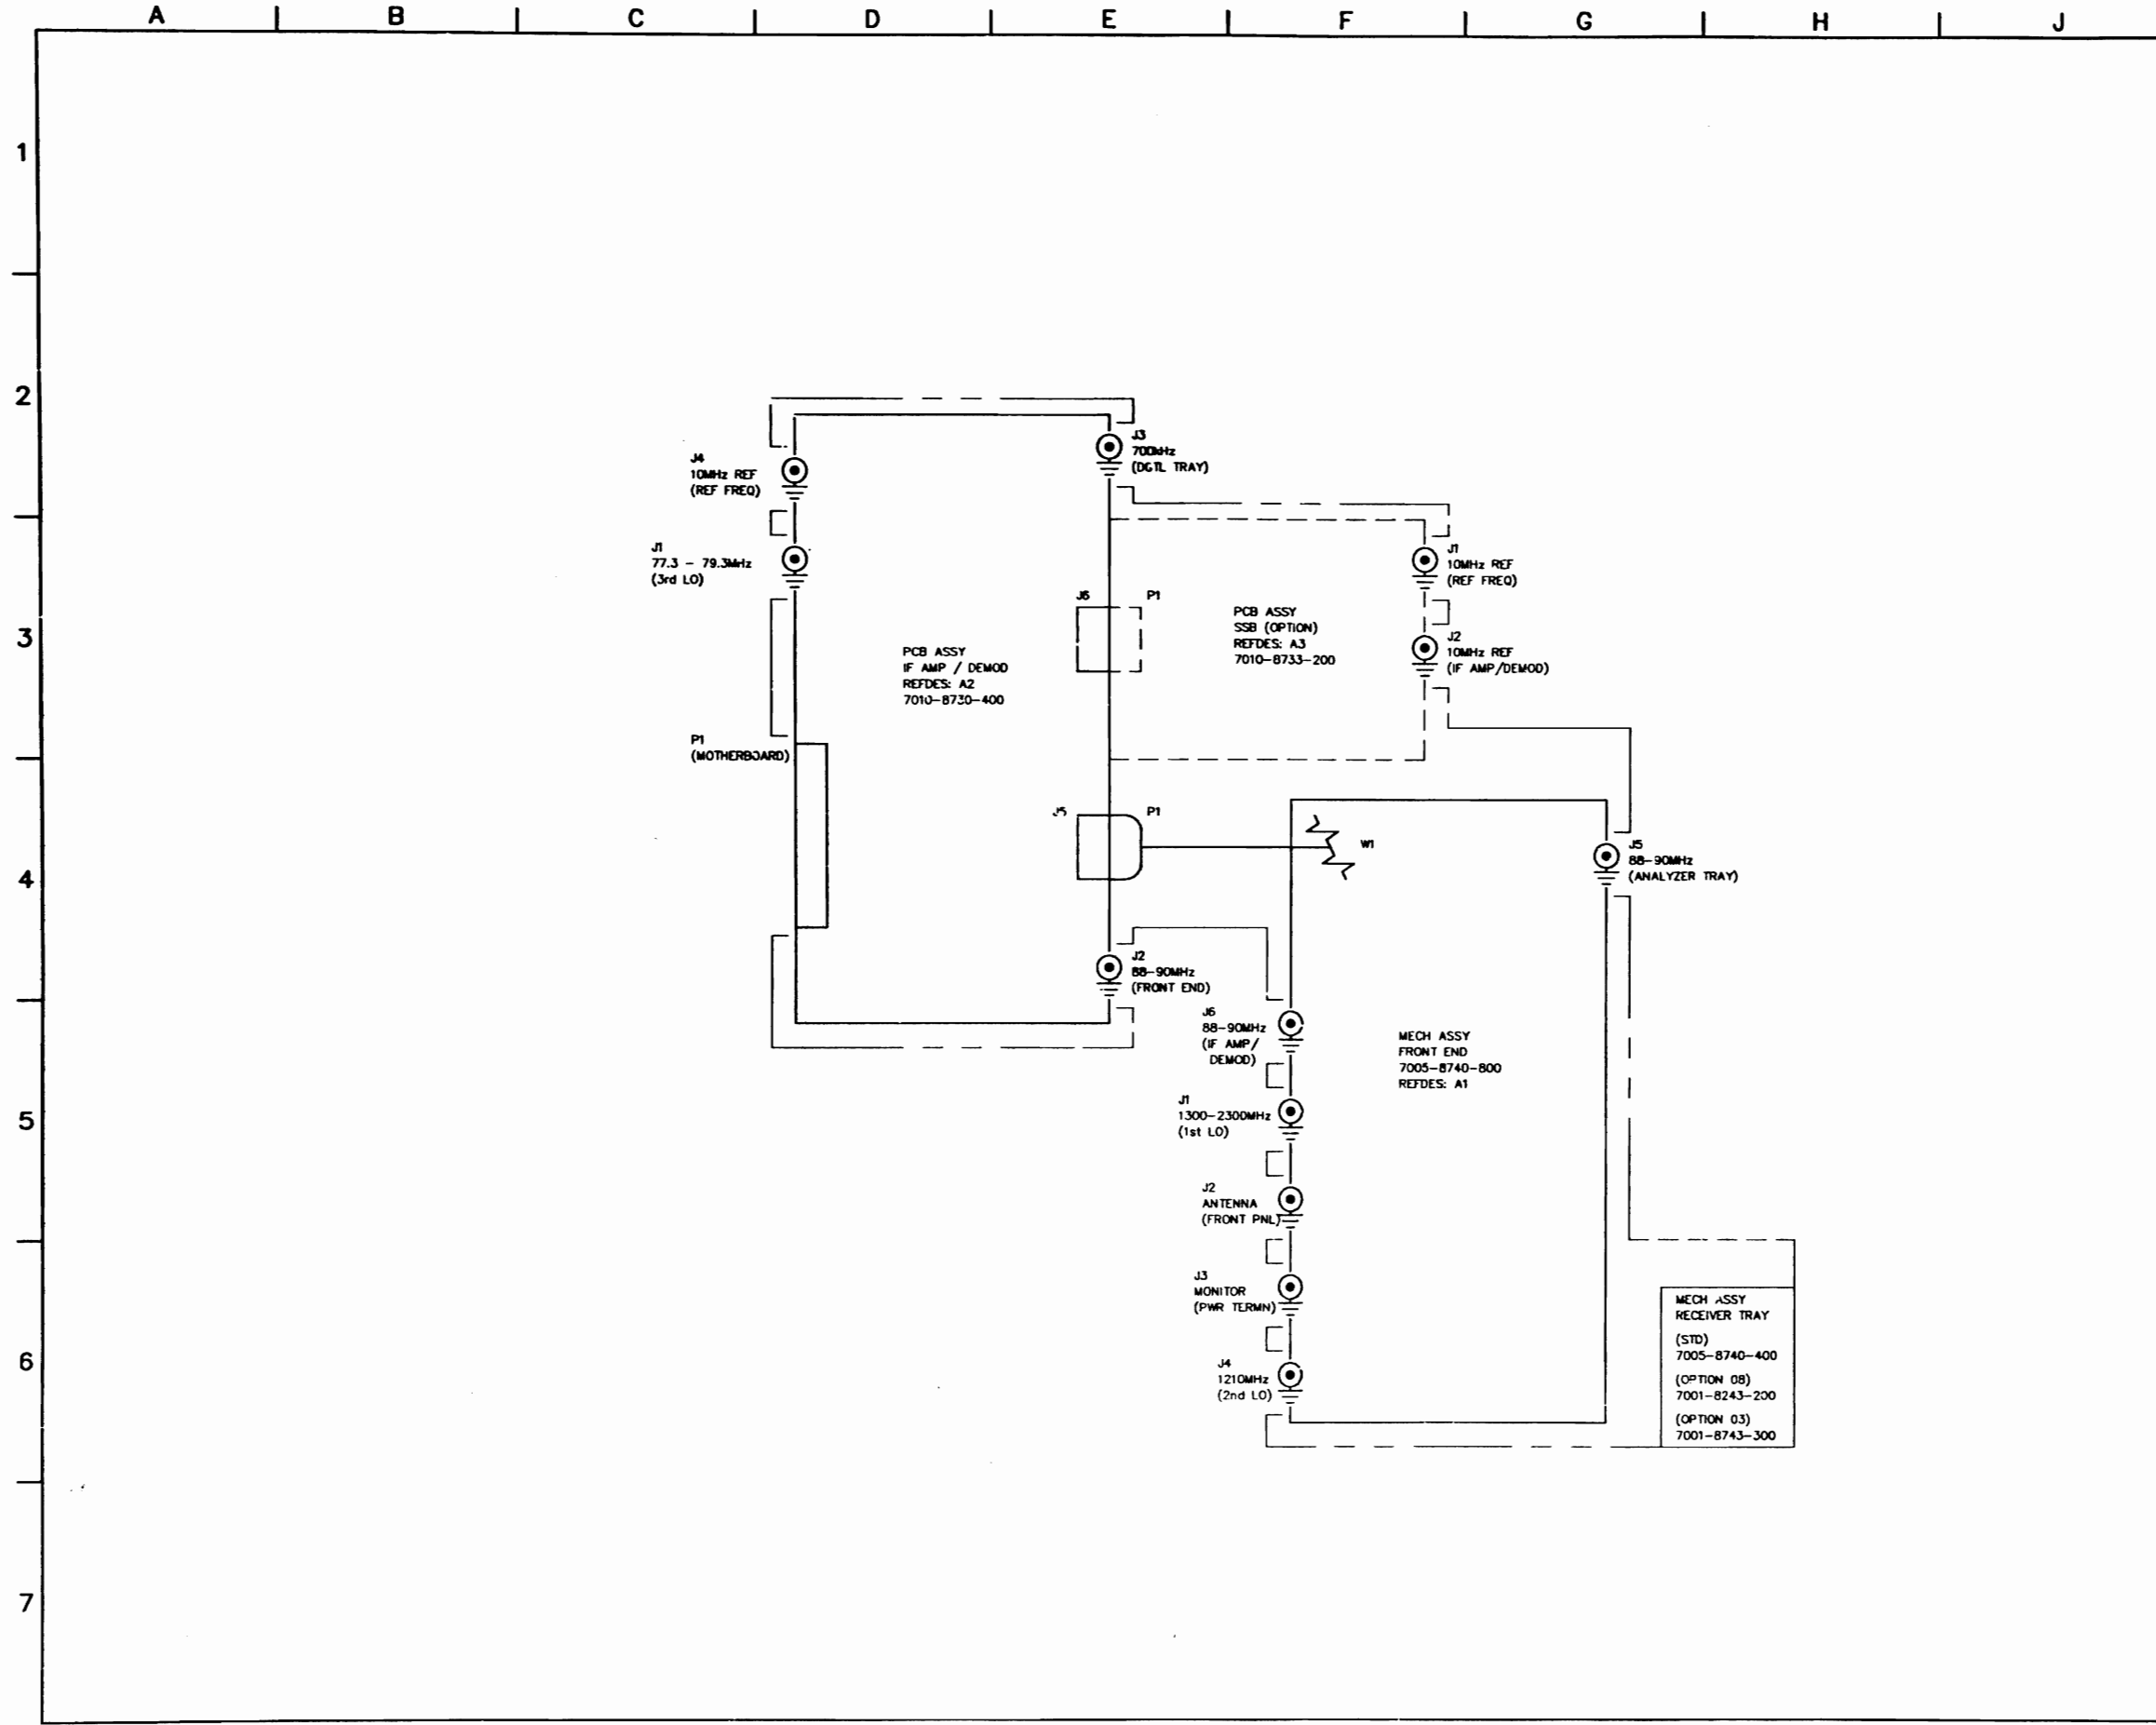 A B C D E F G H J
1
2
3
4
5
6
7
J4
10MHz REF
(REF FREQ)
J1
77.3 - 79.3MHz
(3rd LO)
P1
(MOTHERBOARD)
PCB ASSY
IF AMP / DEMOD
REFDES: A2
7010-8730-400
J3
700kHz
(DGTL TRAY)
J6 P1
PCB ASSY
SSB (OPTION)
REFDES: A3
7010-8733-200
J1
10MHz REF
(REF FREQ)
J2
10MHz REF
(IF AMP/DEMOD)
J5 P1
W1
J5
88-90MHz
(ANALYZER TRAY)
J2
88-90MHz
(FRONT END)
J6
88-90MHz
(IF AMP/
DEMOD)
J1
1300-2300MHz
(1st LO)
J2
ANTENNA
(FRONT PNL)
J3
MONITOR
(PWR TERMN)
J4
1210MHz
(2nd LO)
MECH ASSY
FRONT END
7005-8740-800
REFDES: A1
MECH ASSY
RECEIVER TRAY
(STD)
7005-8740-400
(OPTION 08)
7001-8243-200
(OPTION 03)
7001-8743-300